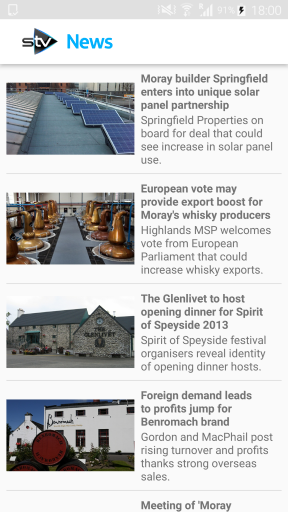 91% 18:00
stv News
Moray builder Springfield
enters into unique solar
panel partnership
Springfield Properties on
board for deal that could
see increase in solar panel
use.
European vote may
provide export boost for
Moray's whisky producers
Highlands MSP welcomes
vote from European
Parliament that could
increase whisky exports.
GLENLIVET
The Glenlivet to host
opening dinner for Spirit
of Speyside 2013
Spirit of Speyside festival
organisers reveal identity
of opening dinner hosts.
Benromach
Foreign demand leads
to profits jump for
Benromach brand
Gordon and MacPhail post
rising turnover and profits
thanks strong overseas
sales.
Meeting of 'Moray